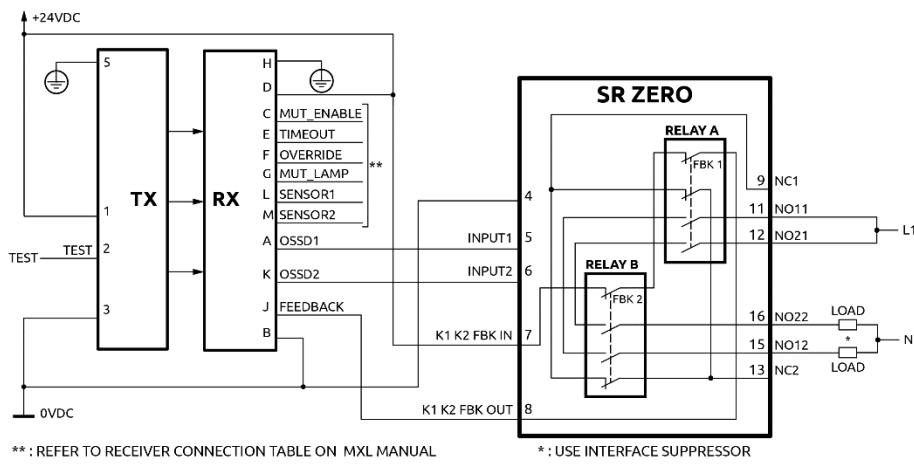 +24VDC
5
TX
1
2
TEST
TEST
3
0VDC
RX
H
D
C MUT_ENABLE
E TIMEOUT
F OVERRIDE
G MUT_LAMP
L SENSOR1
M SENSOR2
**
A OSSD1
K OSSD2
J FEEDBACK
B
SR ZERO
RELAY A
FBK 1
RELAY B
FBK 2
4
INPUT1 5
INPUT2 6
K1 K2 FBK IN 7
K1 K2 FBK OUT 8
9 NC1
11 NO11
12 NO21
L1
16 NO22
15 NO12
13 NC2
LOAD
*
LOAD
N
** : REFER TO RECEIVER CONNECTION TABLE ON MXL MANUAL
* : USE INTERFACE SUPPRESSOR